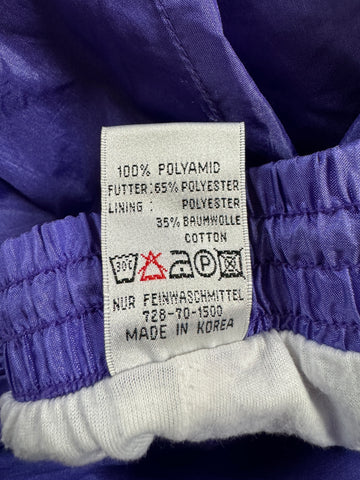 100% POLYAMID
FUTTER: 65% POLYESTER
LINING : POLYESTER
35% BAUMWOLLE
COTTON
30° P
NUR FEINWASCHMITTEL
728-70-1500
MADE IN KOREA